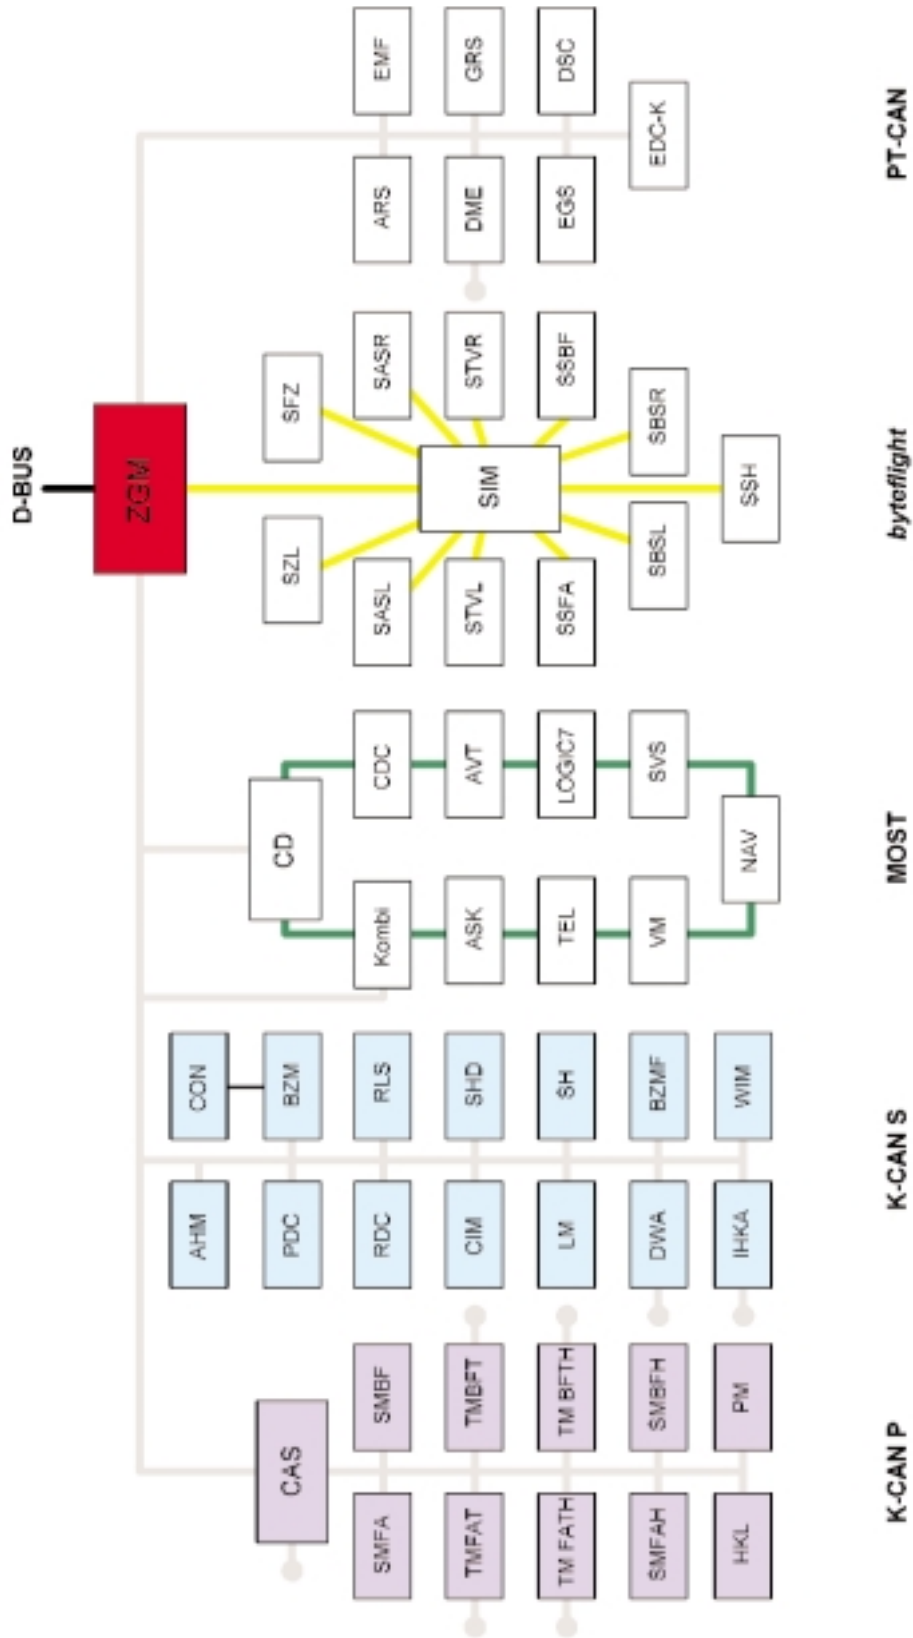 D-BUS
ZGM
AHM
CON
CAS
PDC
BZM
CD
SZL
SFZ
SMFA
SMBF
RDC
RLS
Kombi
CDC
SASL
SASR
ARS
EMF
TMFAT
TMBFT
CIM
SHD
ASK
AVT
STVL
SIM
STVR
DME
GRS
TM FATH
TM BFTH
LM
SH
TEL
LOGIC7
SSFA
SSBF
EGS
DSC
SMFAH
SMBFH
DWA
BZMF
VM
SVS
SBSL
SBSR
EDC-K
HKL
PM
IHKA
WIM
NAV
SSH
K-CAN P
K-CAN S
MOST
byteflight
PT-CAN